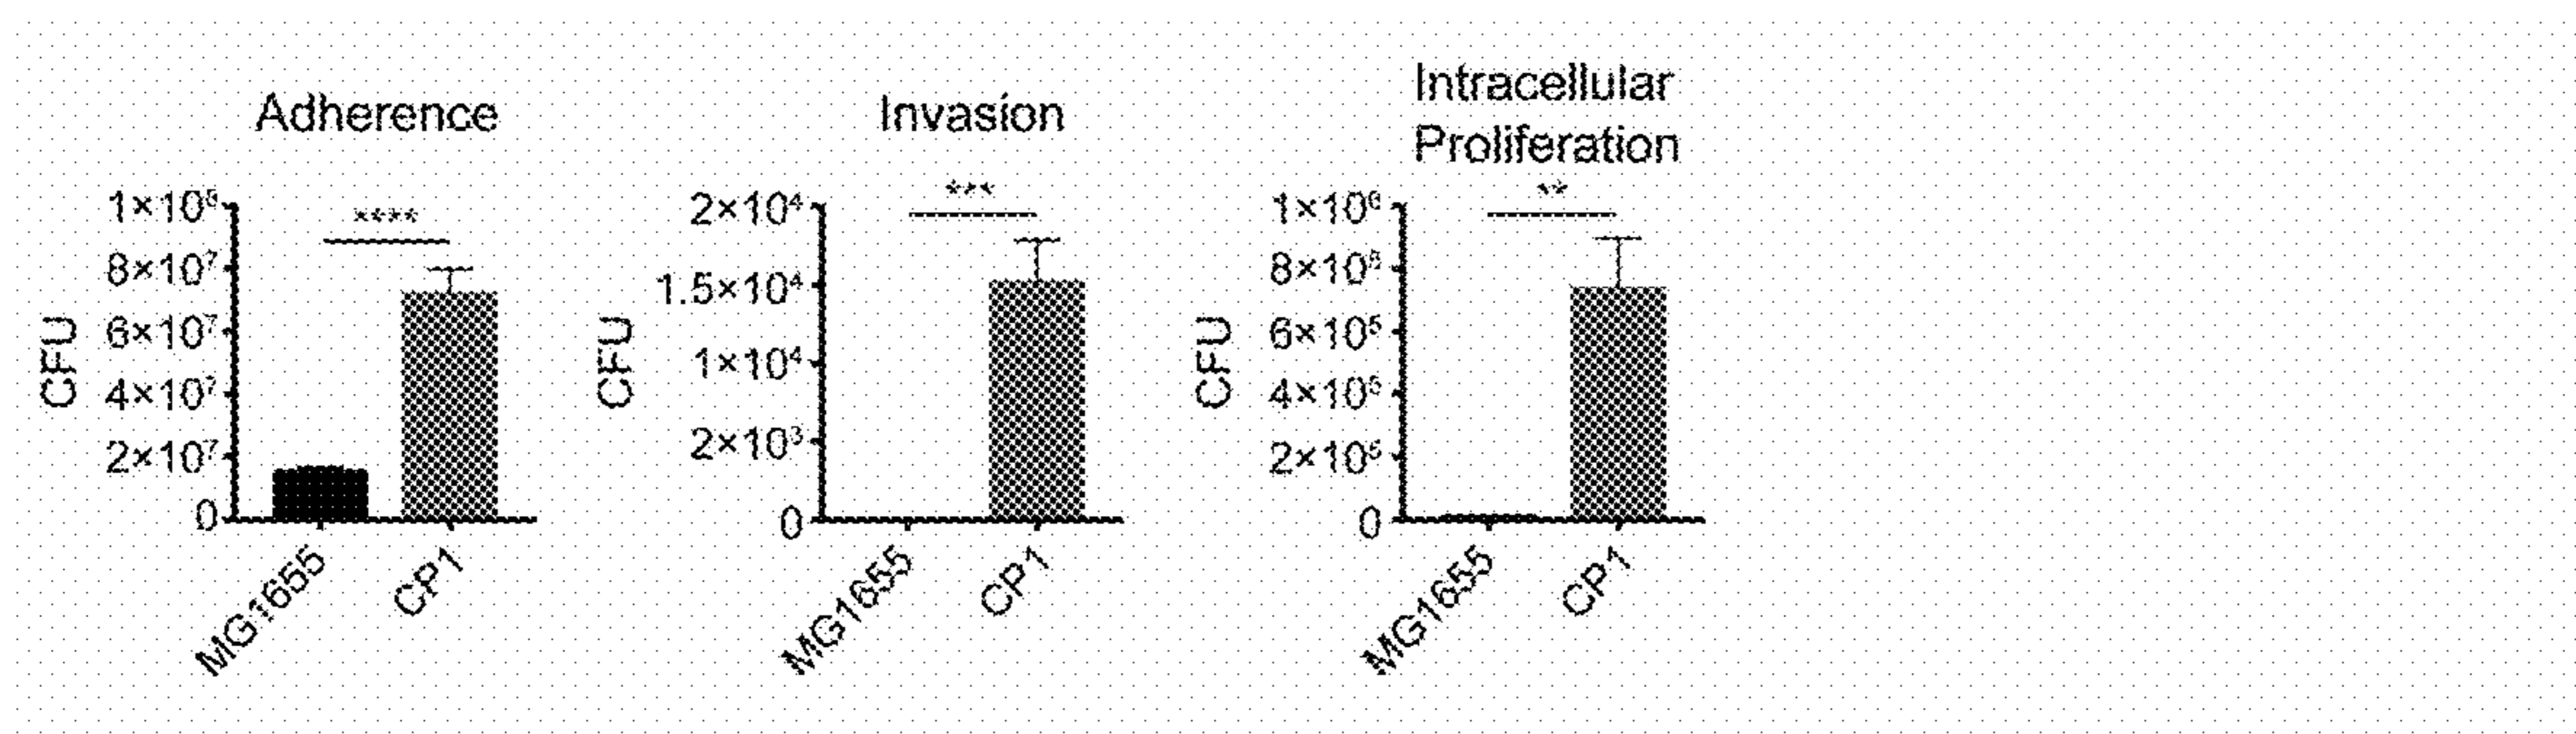 Adherence
****
CFU
1×10⁸
8×10⁷
6×10⁷
4×10⁷
2×10⁷
0
MG1655
CP1
Invasion
***
CFU
2×10⁴
1.5×10⁴
1×10⁴
2×10³
0
MG1655
CP1
Intracellular
Proliferation
**
CFU
1×10⁶
8×10⁵
6×10⁵
4×10⁵
2×10⁵
0
MG1655
CP1